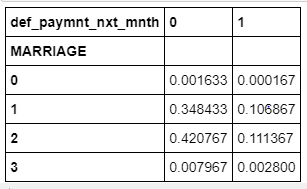 def_paymnt_nxt_mnth 0 1
MARRIAGE
0 0.001633 0.000167
1 0.348433 0.106867
2 0.420767 0.111367
3 0.007967 0.002800